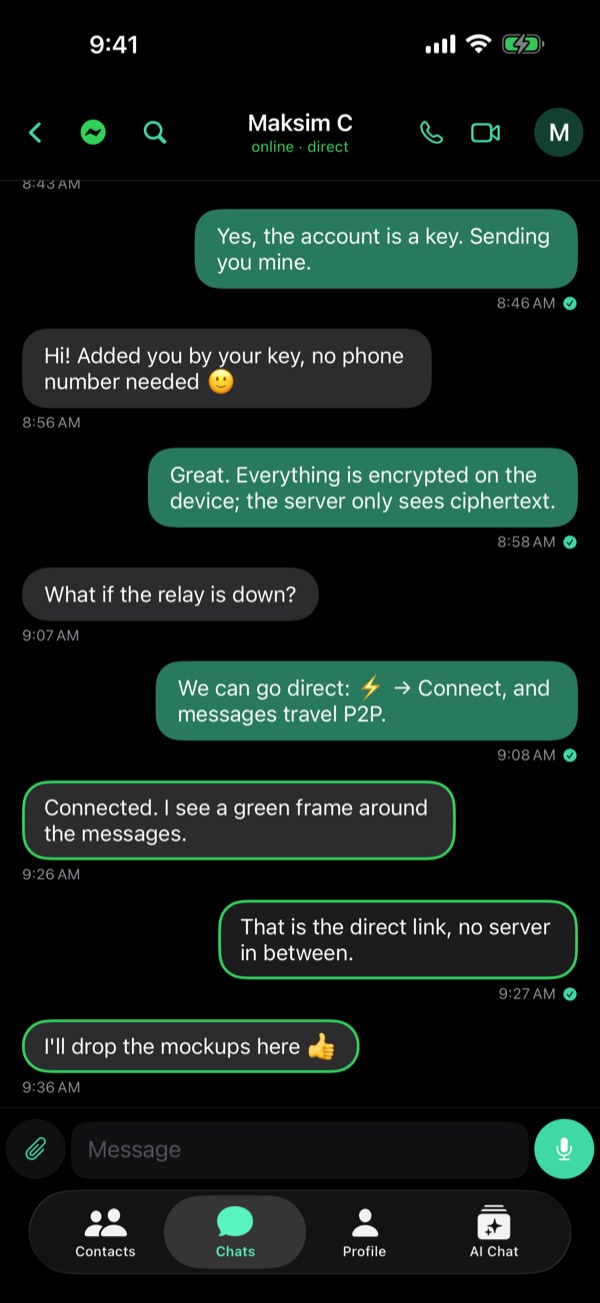 9:41
Maksim C
online · direct
M
8:43 AM
Yes, the account is a key. Sending
you mine.
8:46 AM
Hi! Added you by your key, no phone
number needed 🙂
8:56 AM
Great. Everything is encrypted on the
device; the server only sees ciphertext.
8:58 AM
What if the relay is down?
9:07 AM
We can go direct: ⚡ → Connect, and
messages travel P2P.
9:08 AM
Connected. I see a green frame around
the messages.
9:26 AM
That is the direct link, no server
in between.
9:27 AM
I'll drop the mockups here 👍
9:36 AM
Message
Contacts
Chats
Profile
AI Chat